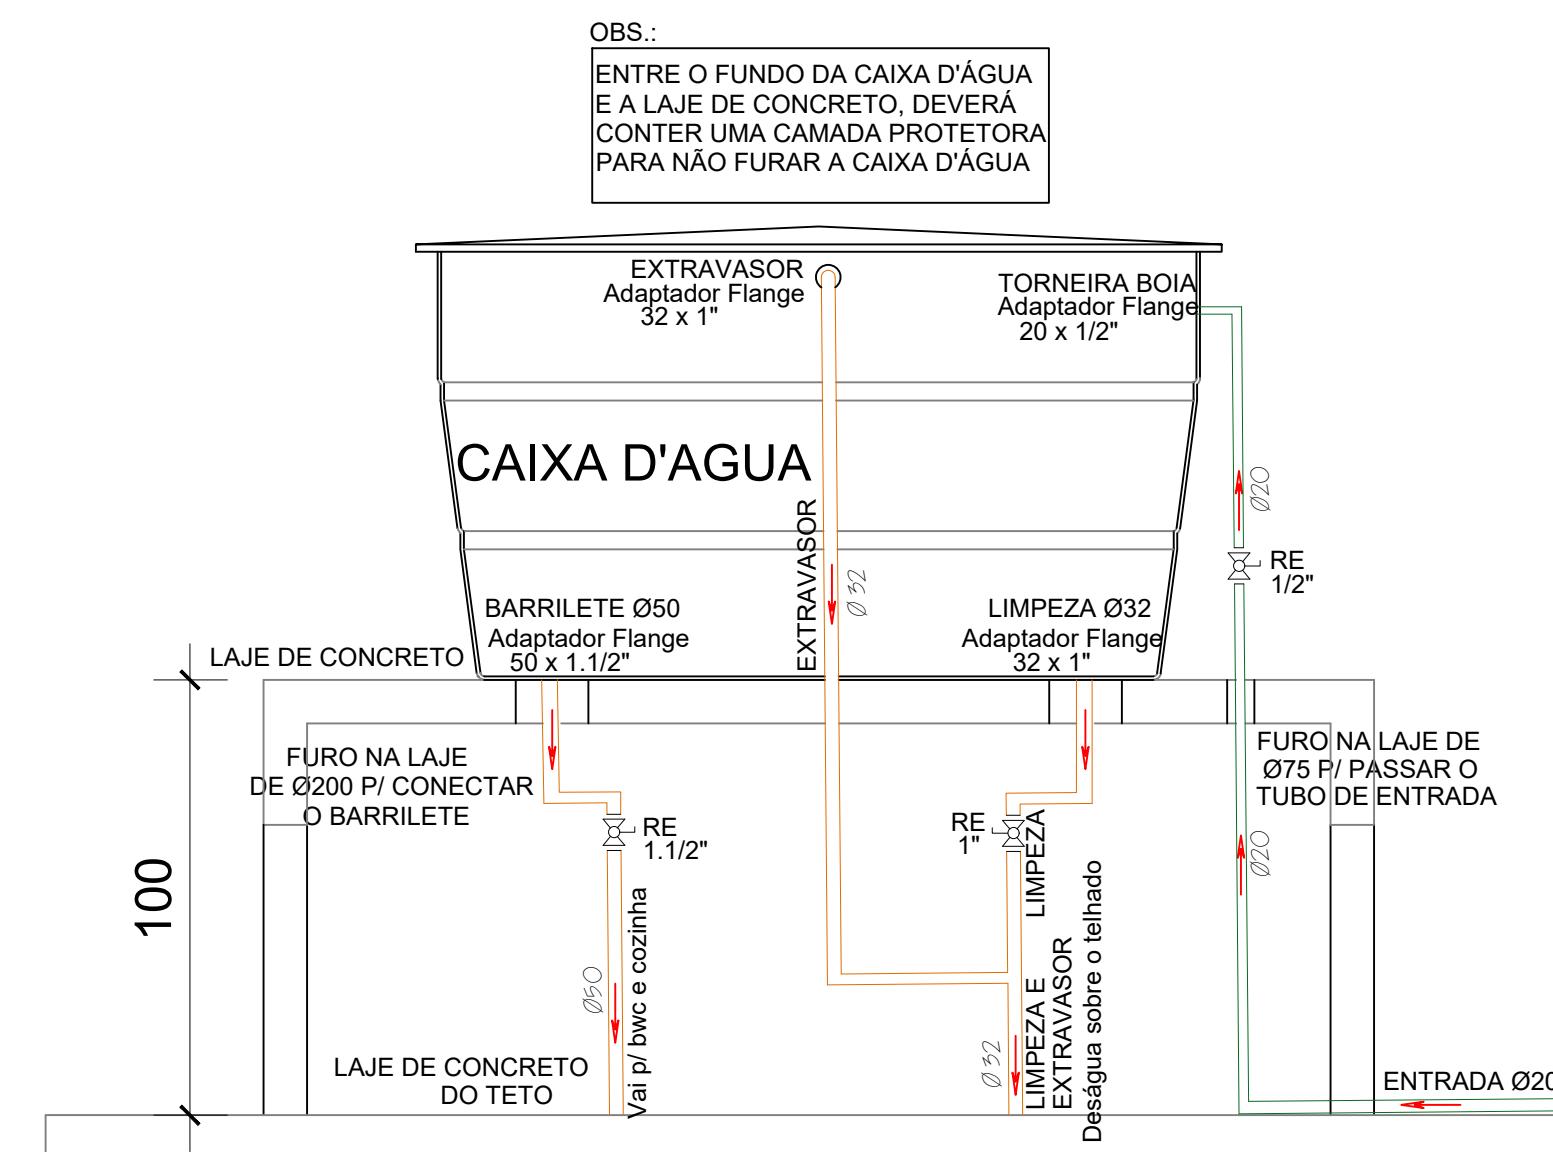 OBS.:
ENTRE O FUNDO DA CAIXA D'ÁGUA
E A LAJE DE CONCRETO, DEVERÁ
CONTER UMA CAMADA PROTETORA
PARA NÃO FURAR A CAIXA D'ÁGUA
EXTRAVASOR
Adaptador Flange
32 x 1"
TORNEIRA BOIA
Adaptador Flange
20 x 1/2"
CAIXA D'AGUA
EXTRAVASOR
Ø 32
Ø20
RE
1/2"
BARRILETE Ø50
Adaptador Flange
50 x 1.1/2"
LIMPEZA Ø32
Adaptador Flange
32 x 1"
LAJE DE CONCRETO
FURO NA LAJE
DE Ø200 P/ CONECTAR
O BARRILETE
FURO NA LAJE DE
Ø75 P/ PASSAR O
TUBO DE ENTRADA
RE
1.1/2"
RE
1"
LIMPEZA
Ø20
100
Ø50
Vai p/ bwc e cozinha
Ø 32
LIMPEZA E
EXTRAVASOR
Deságua sobre o telhado
LAJE DE CONCRETO
DO TETO
ENTRADA Ø20